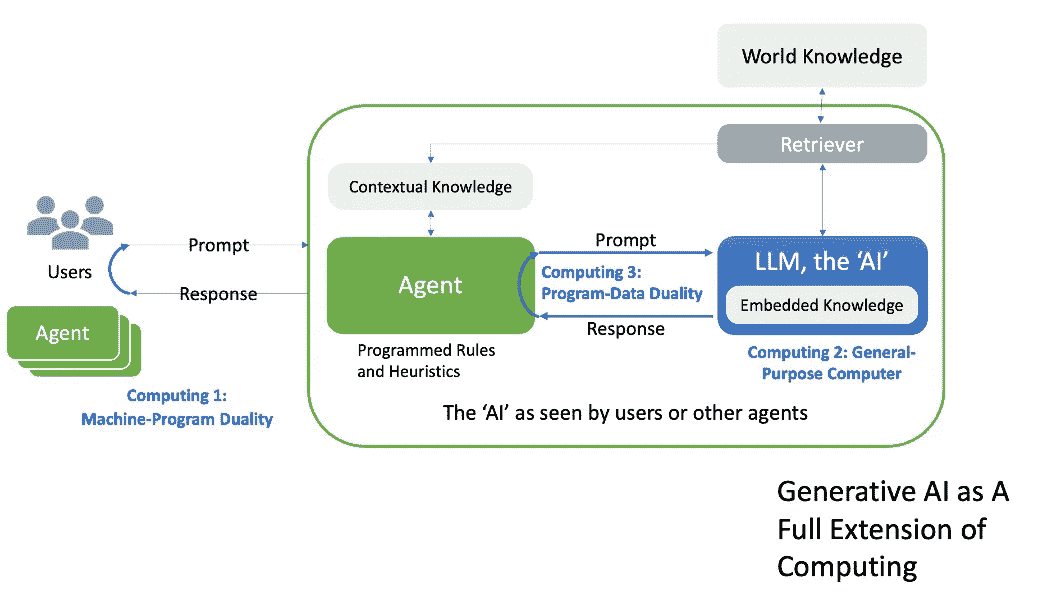 World Knowledge
Retriever
Contextual Knowledge
Users
Prompt
Response
Agent
Computing 1:
Machine-Program Duality
Agent
Programmed Rules
and Heuristics
Prompt
Computing 3:
Program-Data Duality
Response
LLM, the ‘AI’
Embedded Knowledge
Computing 2: General-
Purpose Computer
The ‘AI’ as seen by users or other agents
Generative AI as A
Full Extension of
Computing